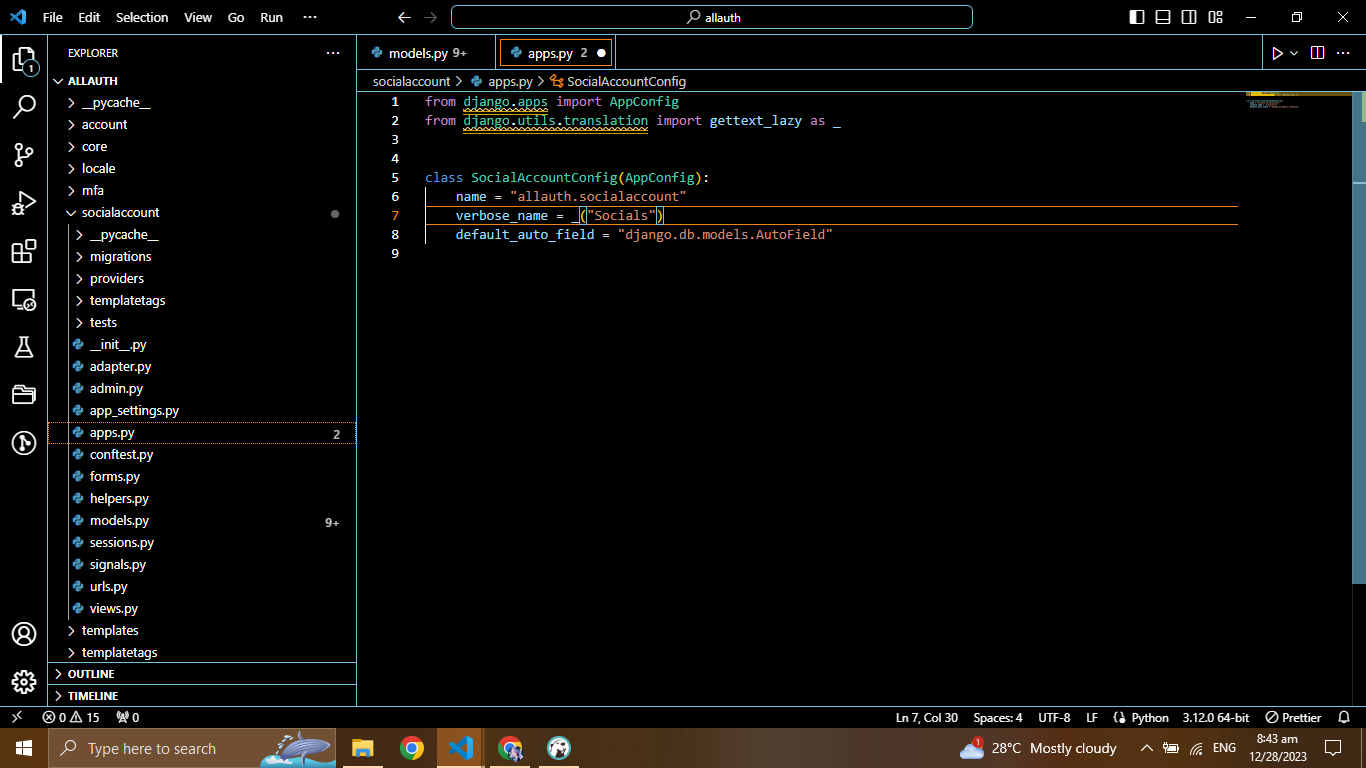 File Edit Selection View Go Run ··· allauth
EXPLORER ···
ALLAUTH
__pycache__
account
core
locale
mfa
socialaccount
__pycache__
migrations
providers
templatetags
tests
__init__.py
adapter.py
admin.py
app_settings.py
apps.py 2
conftest.py
forms.py
helpers.py
models.py 9+
sessions.py
signals.py
urls.py
views.py
templates
templatetags
OUTLINE
TIMELINE
1
models.py 9+ apps.py 2
socialaccount > apps.py > SocialAccountConfig
1 from django.apps import AppConfig
2 from django.utils.translation import gettext_lazy as _
3
4
5 class SocialAccountConfig(AppConfig):
6 name = "allauth.socialaccount"
7 verbose_name = _("Socials")
8 default_auto_field = "django.db.models.AutoField"
9
0 15 0 Ln 7, Col 30 Spaces: 4 UTF-8 LF Python 3.12.0 64-bit Prettier
Type here to search 1 28°C Mostly cloudy ENG 8:43 am
12/28/2023